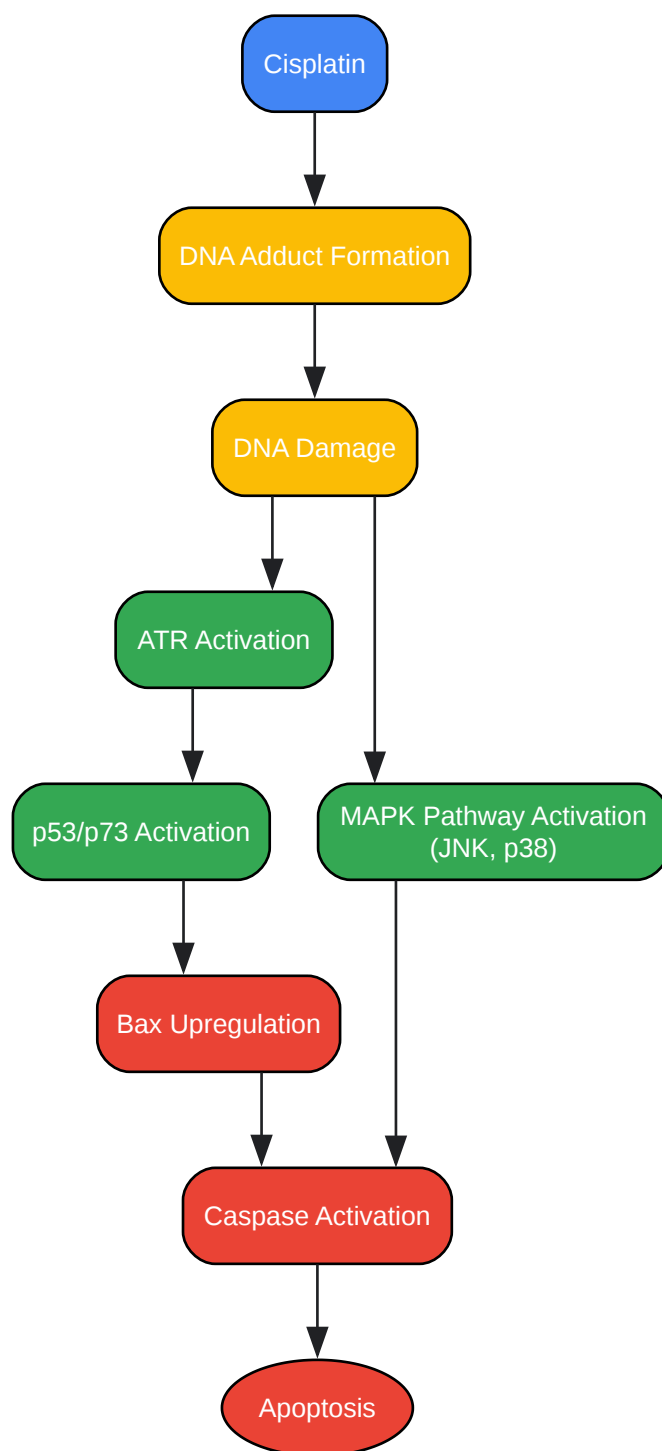 Cisplatin
DNA Adduct Formation
DNA Damage
ATR Activation
p53/p73 Activation
MAPK Pathway Activation
(JNK, p38)
Bax Upregulation
Caspase Activation
Apoptosis